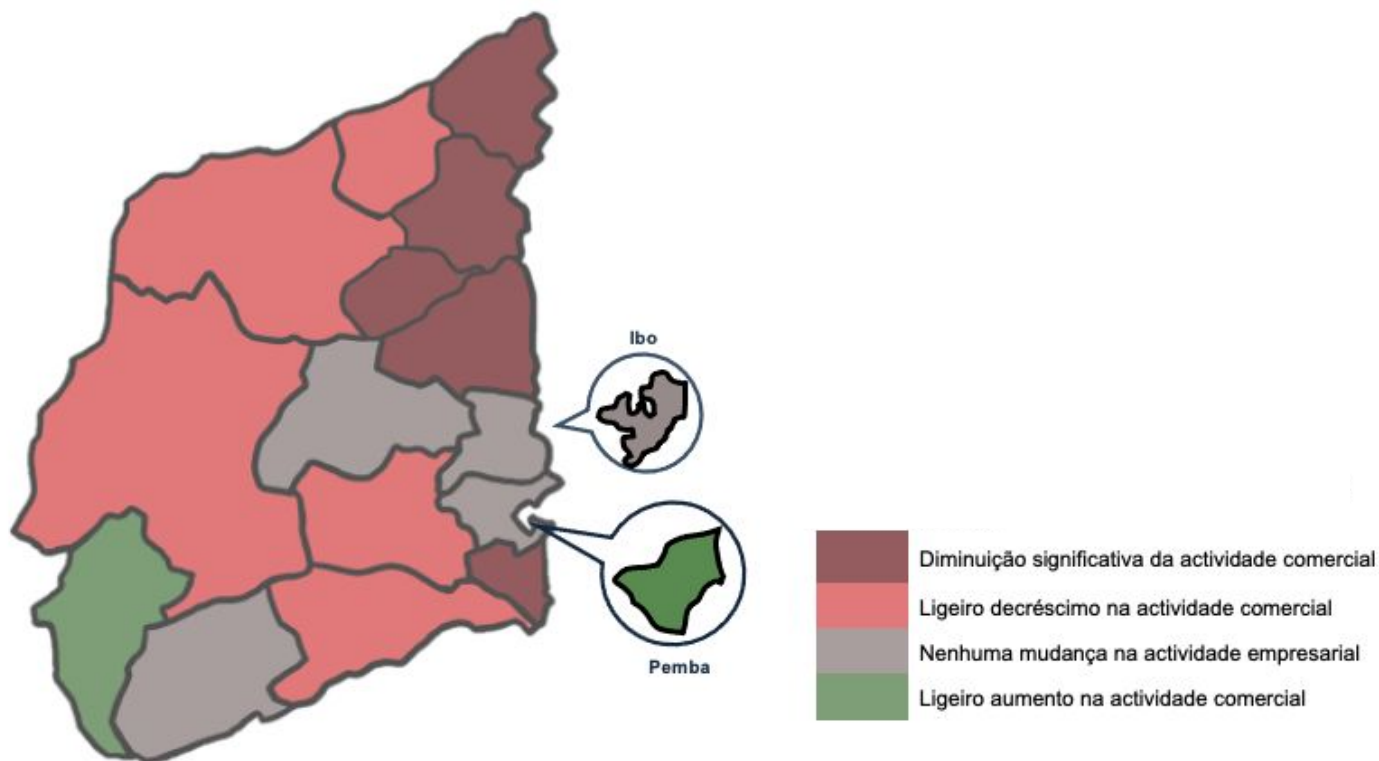 Ibo
Pemba
Diminuição significativa da actividade comercial
Ligeiro decréscimo na actividade comercial
Nenhuma mudança na actividade empresarial
Ligeiro aumento na actividade comercial